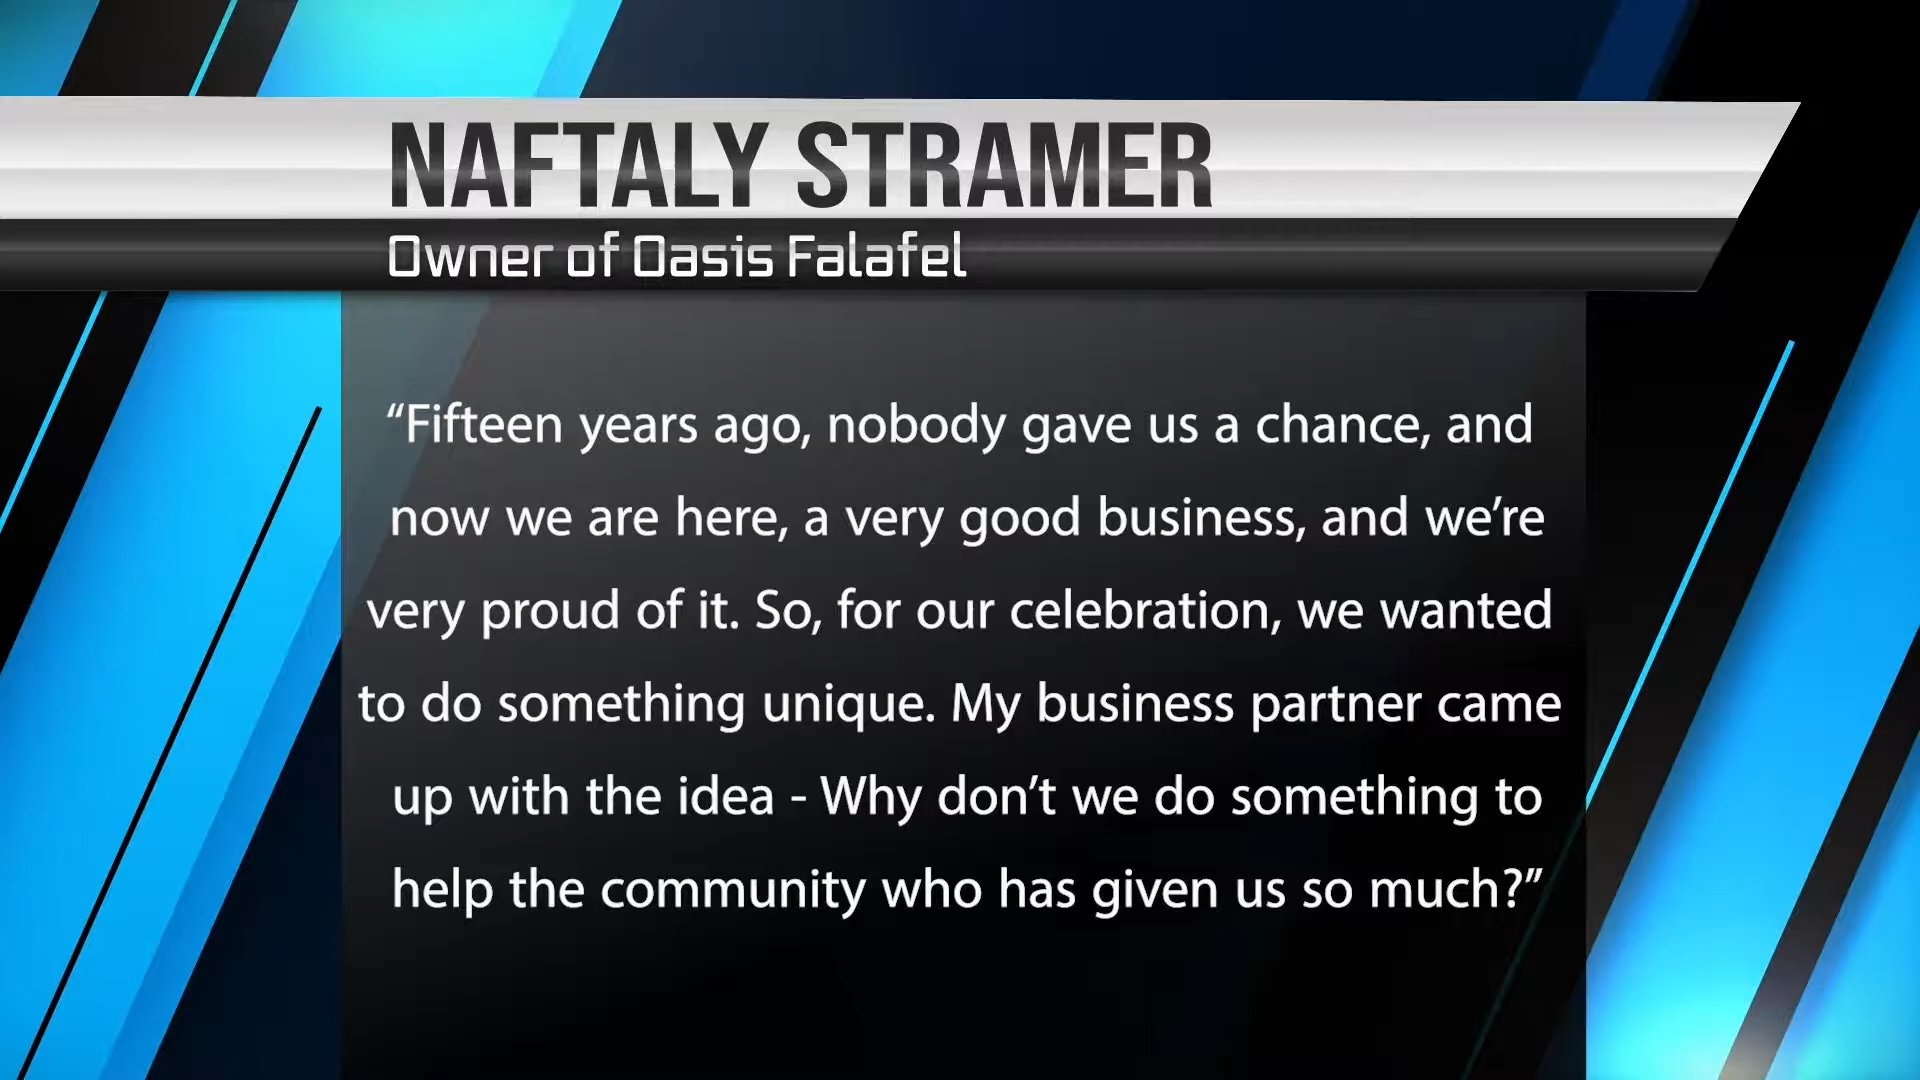 NAFTALY STRAMER
Owner of Oasis Falafel
“Fifteen years ago, nobody gave us a chance, and
now we are here, a very good business, and we’re
very proud of it. So, for our celebration, we wanted
to do something unique. My business partner came
up with the idea - Why don’t we do something to
help the community who has given us so much?”